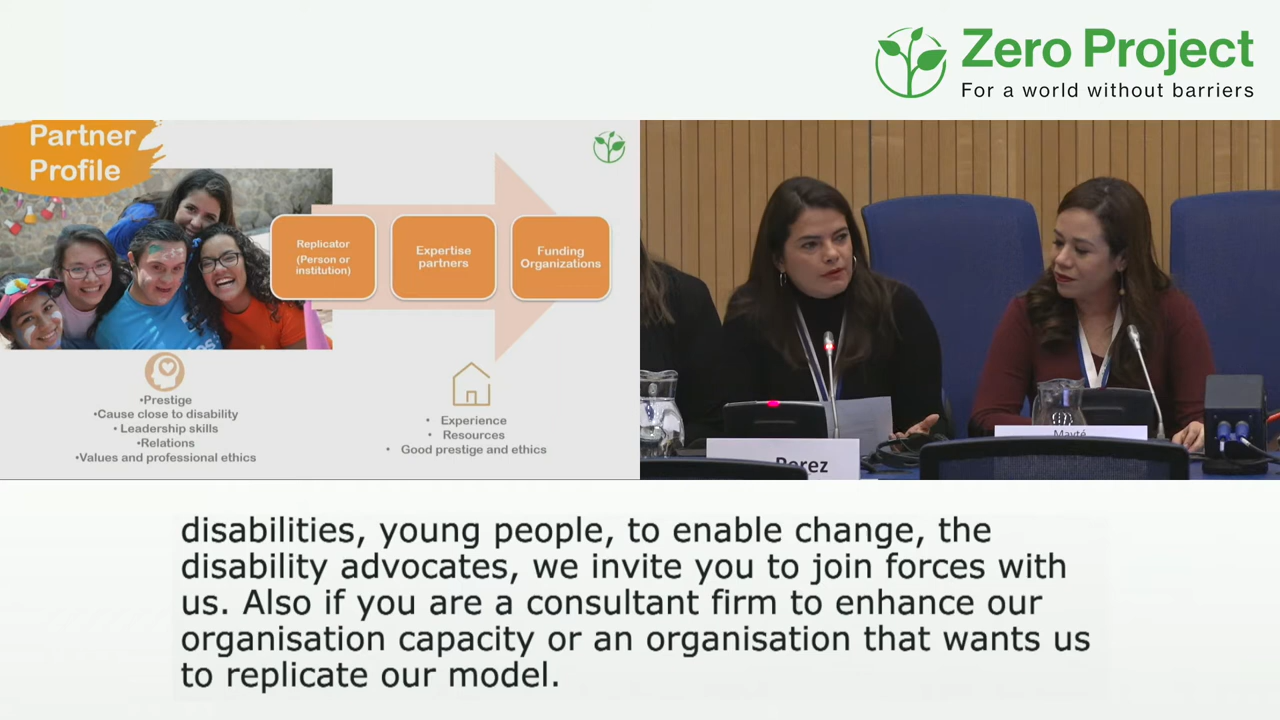 Zero Project
For a world without barriers
Partner
Profile
Replicator
(Person or
institution)
Expertise
partners
Funding
Organizations
•Prestige
•Cause close to disability
• Leadership skills
•Relations
•Values and professional ethics
• Experience
• Resources
• Good prestige and ethics
Perez
Mayté
disabilities, young people, to enable change, the
disability advocates, we invite you to join forces with
us. Also if you are a consultant firm to enhance our
organisation capacity or an organisation that wants us
to replicate our model.